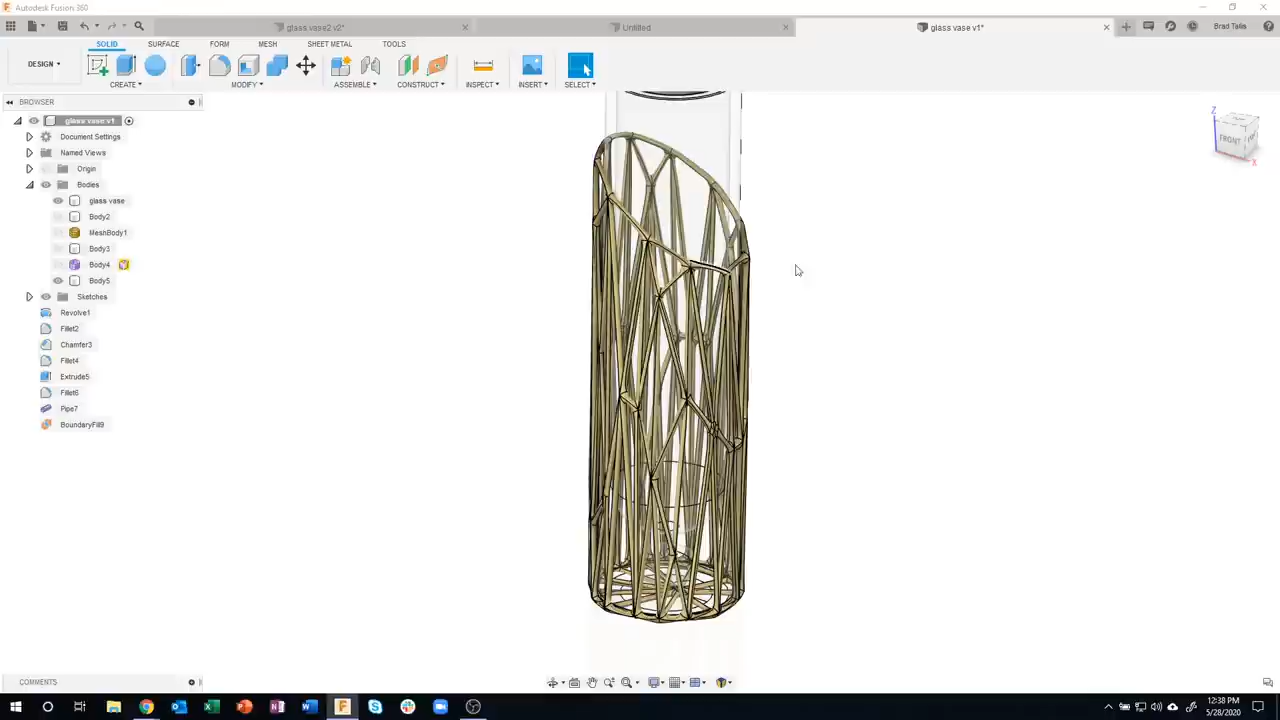 Autodesk Fusion 360
glass vase2 v2*
Untitled
glass vase v1*
Brad Tallis
SOLID SURFACE FORM MESH SHEET METAL TOOLS
DESIGN
CREATE MODIFY ASSEMBLE CONSTRUCT INSPECT INSERT SELECT
BROWSER
glass vase v1
Document Settings
Named Views
Origin
Bodies
glass vase
Body2
MeshBody1
Body3
Body4
Body5
Sketches
Revolve1
Fillet2
Chamfer3
Fillet4
Extrude5
Fillet6
Pipe7
BoundaryFill9
Z
FRONT
X
COMMENTS
12:38 PM
5/28/2020